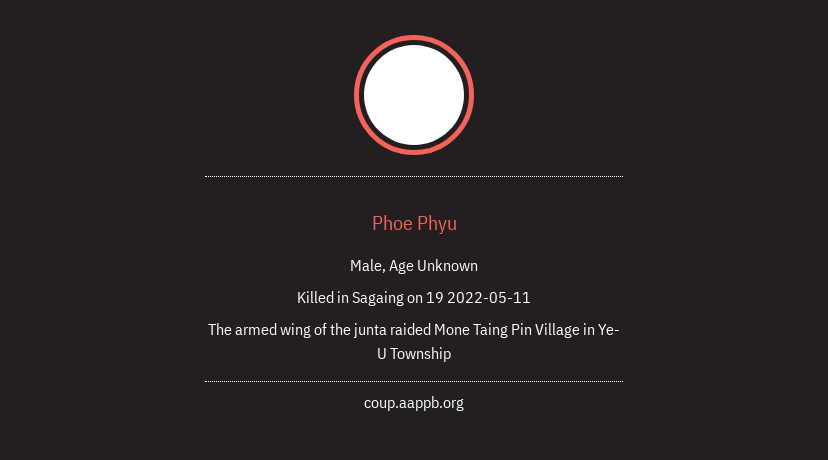 Phoe Phyu
Male, Age Unknown
Killed in Sagaing on 19 2022-05-11
The armed wing of the junta raided Mone Taing Pin Village in Ye-
U Township
coup.aappb.org